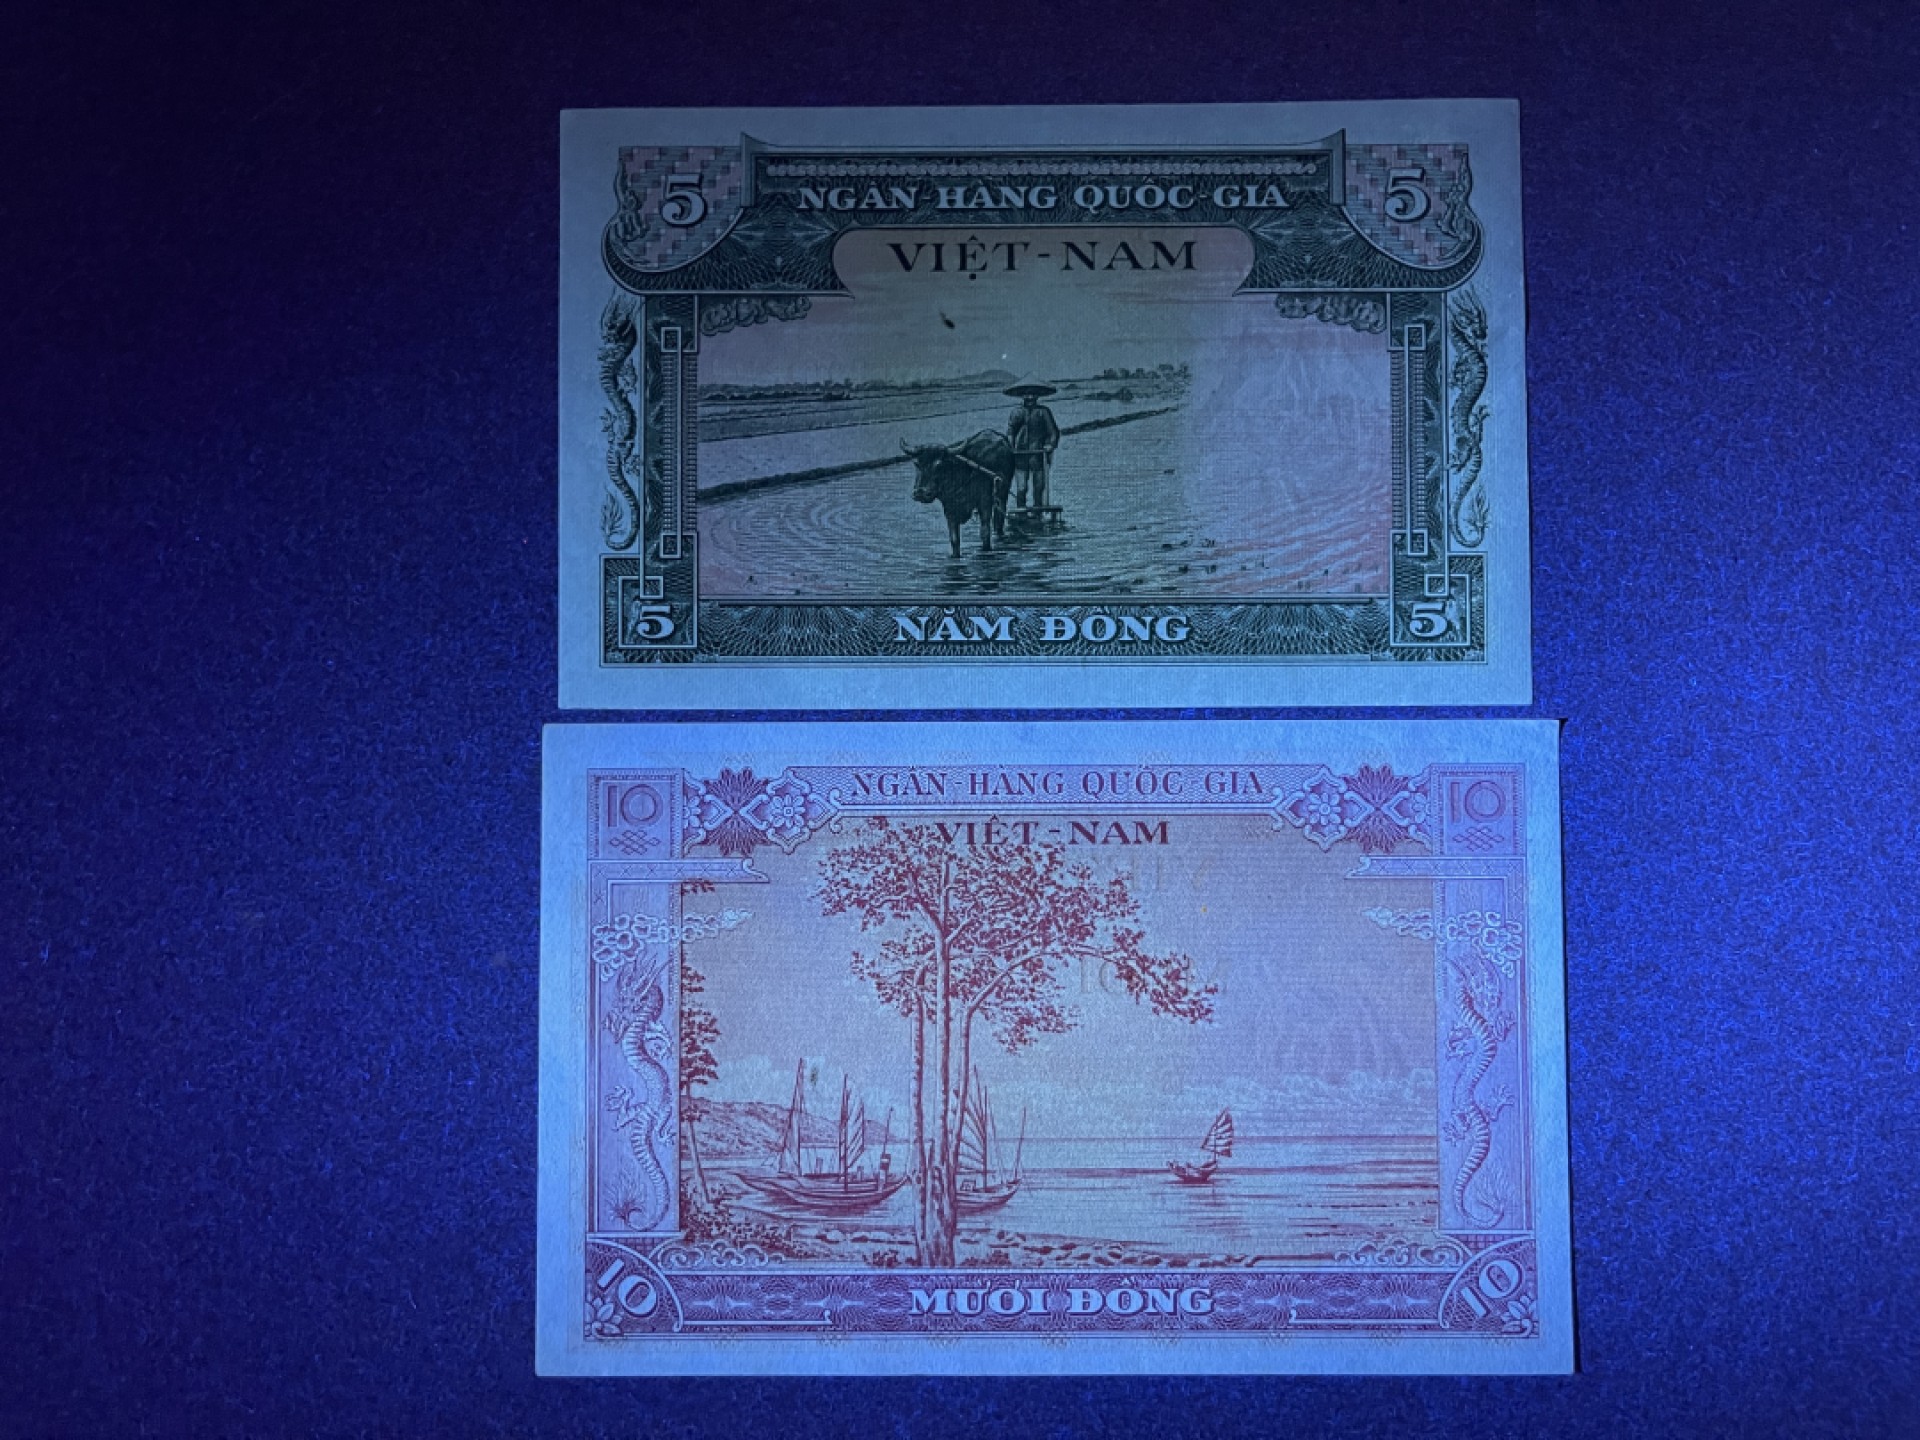 5 NGÂN-HÀNG QUỐC-GIA 5
VIỆT-NAM
5 NĂM ĐỒNG 5
10 NGÂN-HÀNG QUỐC-GIA 10
VIỆT-NAM
10 MƯỜI ĐỒNG 10